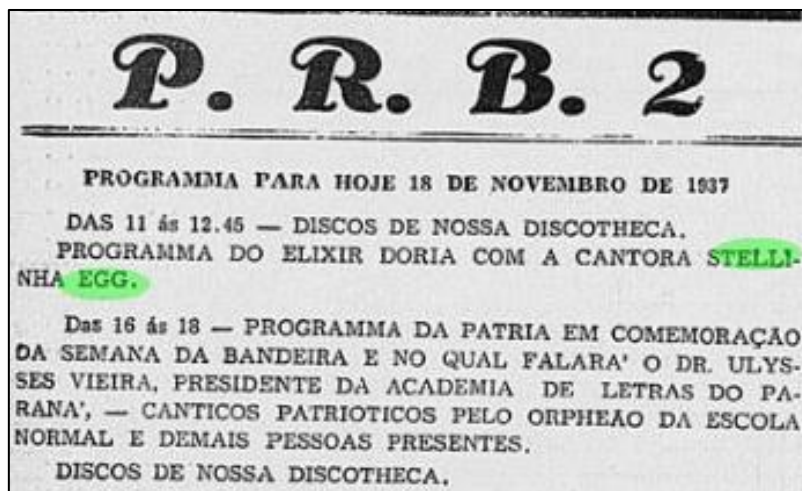 P. R. B. 2
PROGRAMMA PARA HOJE 18 DE NOVEMBRO DE 1937
DAS 11 ás 12.45 — DISCOS DE NOSSA DISCOTHECA.
PROGRAMMA DO ELIXIR DORIA COM A CANTORA STELLI-
NHA EGG.
Das 16 ás 18 — PROGRAMMA DA PATRIA EM COMEMORAÇÃO
DA SEMANA DA BANDEIRA E NO QUAL FALARA' O DR. ULYS-
SES VIEIRA, PRESIDENTE DA ACADEMIA DE LETRAS DO PA-
RANA', — CANTICOS PATRIOTICOS PELO ORPHEÃO DA ESCOLA
NORMAL E DEMAIS PESSOAS PRESENTES.
DISCOS DE NOSSA DISCOTHECA.